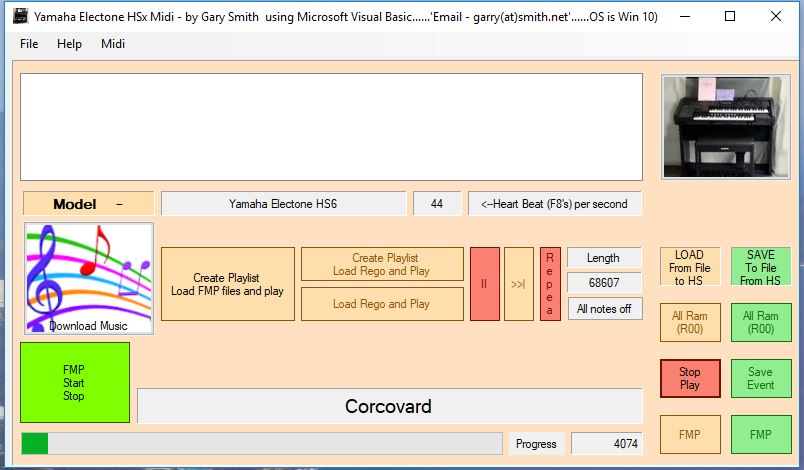 Yamaha Electone HSx Midi - by Gary Smith  using Microsoft Visual Basic......'Email - garry(at)smith.net'......OS is Win 10)
File Help Midi
Model - Yamaha Electone HS6 44 <--Heart Beat (F8's) per second
Download Music
Create Playlist
Load FMP files and play
Create Playlist
Load Rego and Play
Load Rego and Play
||
>>|
R
e
p
e
a
Length
68607
All notes off
LOAD
From File
to HS
SAVE
To File
From HS
All Ram
(R00)
All Ram
(R00)
FMP
Start
Stop
Stop
Play
Save
Event
Corcovard
FMP
FMP
Progress 4074